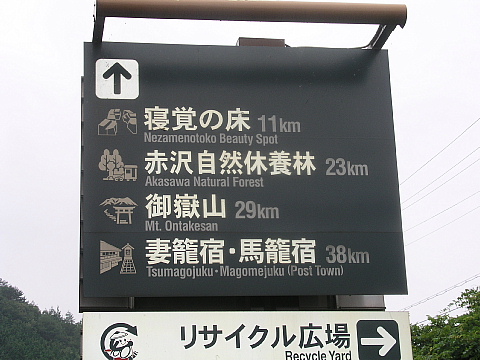 寝覚の床 11km
Nezamenotoko Beauty Spot
赤沢自然休養林 23km
Akasawa Natural Forest
御嶽山 29km
Mt. Ontakesan
妻籠宿・馬籠宿 38km
Tsumagojuku・Magomejuku (Post Town)
リサイクル広場
Recycle Yard